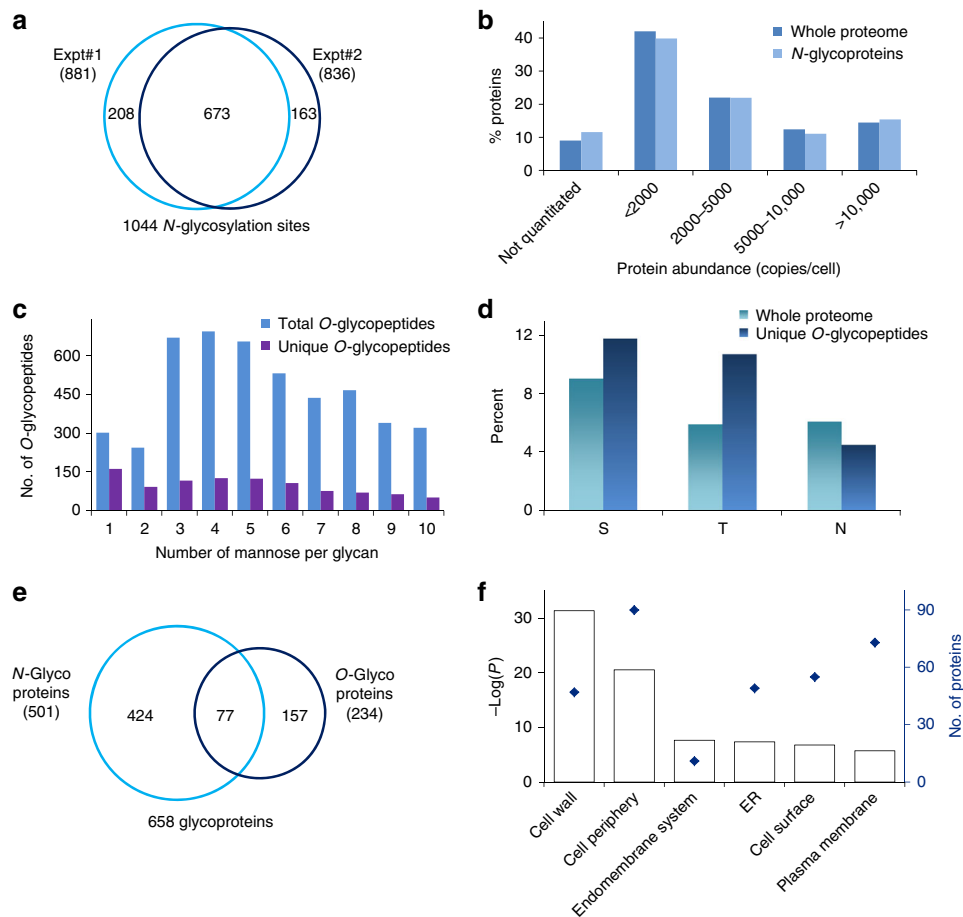 a
Expt#1
(881)
Expt#2
(836)
208
673
163
1044 N-glycosylation sites
b
% proteins
40
30
20
10
0
Whole proteome
N-glycoproteins
Not quantitated
<2000
2000–5000
5000–10,000
>10,000
Protein abundance (copies/cell)
c
No. of O-glycopeptides
600
450
300
150
0
Total O-glycopeptides
Unique O-glycopeptides
1 2 3 4 5 6 7 8 9 10
Number of mannose per glycan
d
Percent
12
8
4
0
Whole proteome
Unique O-glycopeptides
S T N
e
N-Glyco
proteins
(501)
O-Glyco
proteins
(234)
424
77
157
658 glycoproteins
f
–Log(P)
30
20
10
0
90
60
30
0
No. of proteins
Cell wall
Cell periphery
Endomembrane system
ER
Cell surface
Plasma membrane